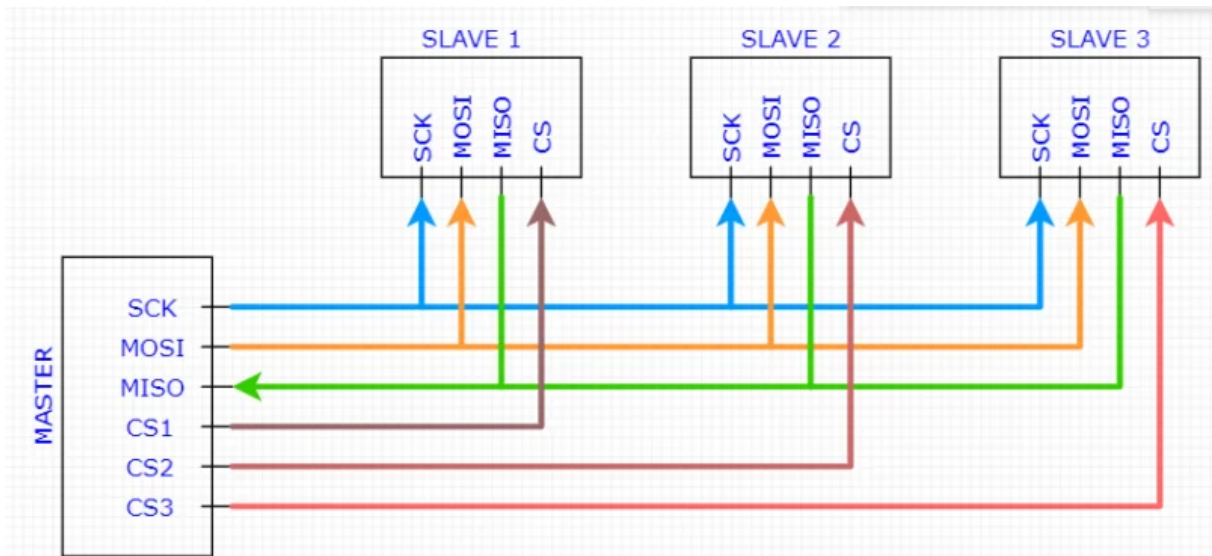 SLAVE 1
SLAVE 2
SLAVE 3
SCK
MOSI
MISO
CS
SCK
MOSI
MISO
CS
SCK
MOSI
MISO
CS
MASTER
SCK
MOSI
MISO
CS1
CS2
CS3